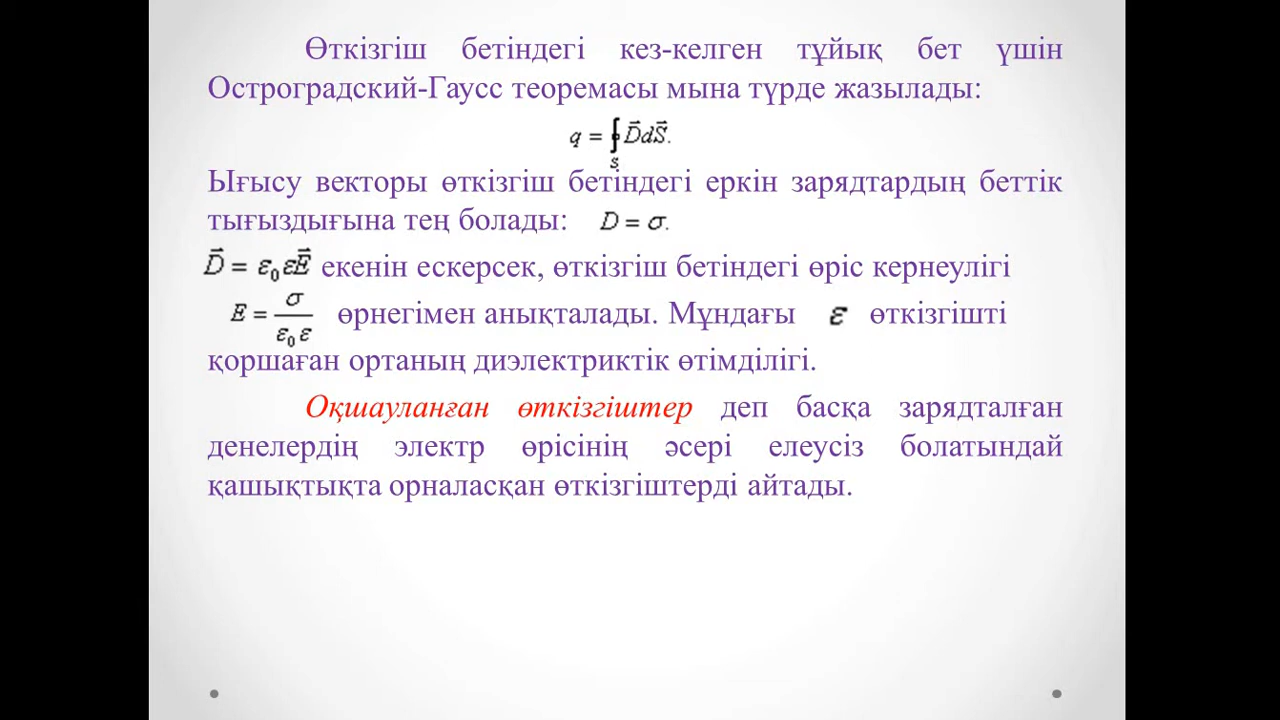 Өткізгіш бетіндегі кез-келген тұйық бет үшін
Остроградский-Гаусс теоремасы мына түрде жазылады:
q = ∮ₛ D⃗dS⃗.
Ығысу векторы өткізгіш бетіндегі еркін зарядтардың беттік
тығыздығына тең болады: D = σ.
D⃗ = ε₀εE⃗ екенін ескерсек, өткізгіш бетіндегі өріс кернеулігі
E = σ/ε₀ε өрнегімен анықталады. Мұндағы ε өткізгішті
қоршаған ортаның диэлектриктік өтімділігі.
Оқшауланған өткізгіштер деп басқа зарядталған
денелердің электр өрісінің әсері елеусіз болатындай
қашықтықта орналасқан өткізгіштерді айтады.